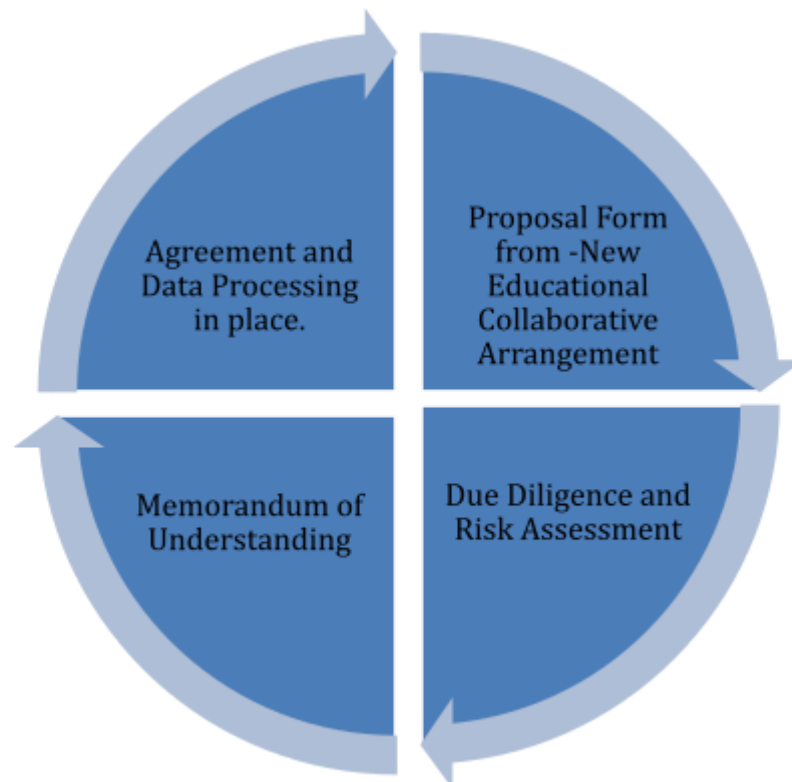 Agreement and
Data Processing
in place.
Proposal Form
from -New
Educational
Collaborative
Arrangement
Memorandum of
Understanding
Due Diligence and
Risk Assessment